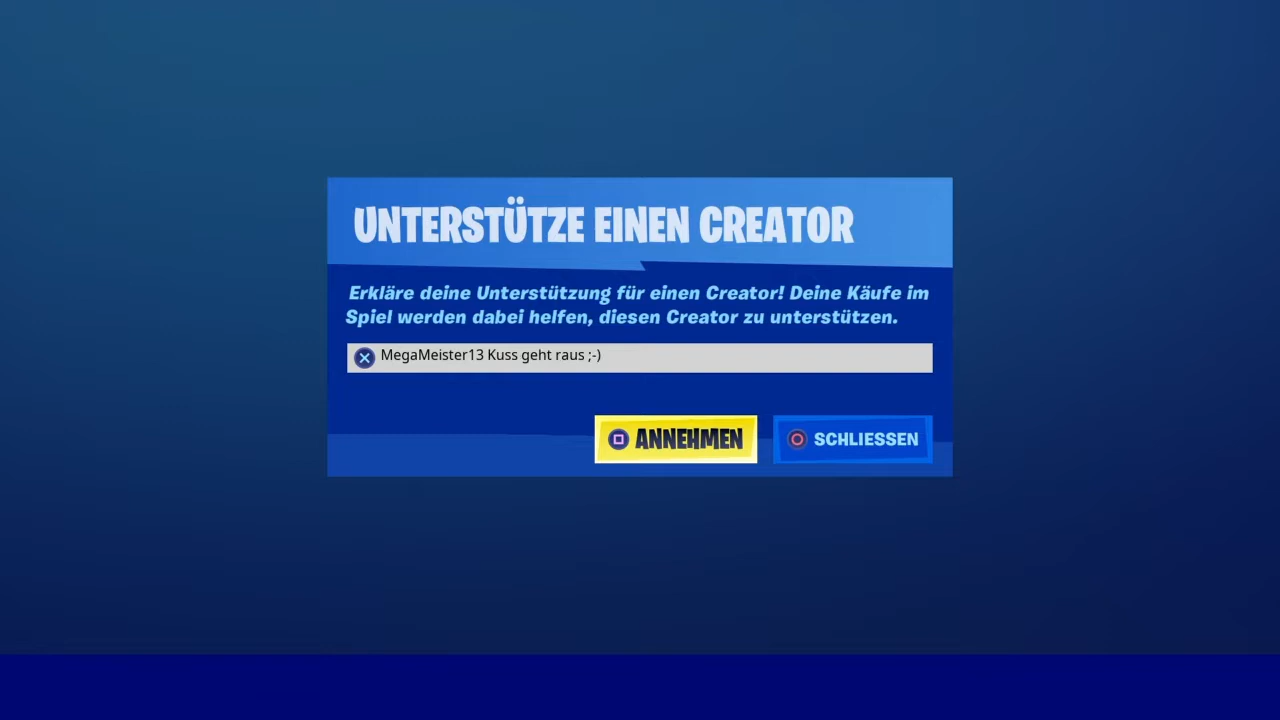 UNTERSTÜTZE EINEN CREATOR
Erkläre deine Unterstützung für einen Creator! Deine Käufe im
Spiel werden dabei helfen, diesen Creator zu unterstützen.
MegaMeister13 Kuss geht raus ;-)
ANNEHMEN
SCHLIESSEN